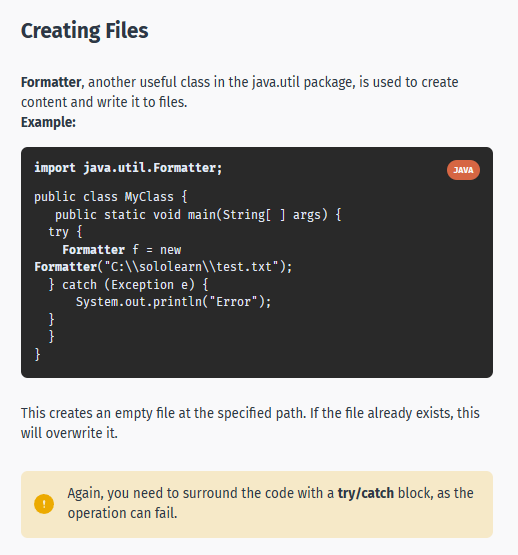 Creating Files
Formatter, another useful class in the java.util package, is used to create
content and write it to files.
Example:
import java.util.Formatter;
JAVA
public class MyClass {
public static void main(String[ ] args) {
try {
Formatter f = new
Formatter("C:\\sololearn\\test.txt");
} catch (Exception e) {
System.out.println("Error");
}
}
}
This creates an empty file at the specified path. If the file already exists, this
will overwrite it.
!
Again, you need to surround the code with a try/catch block, as the
operation can fail.